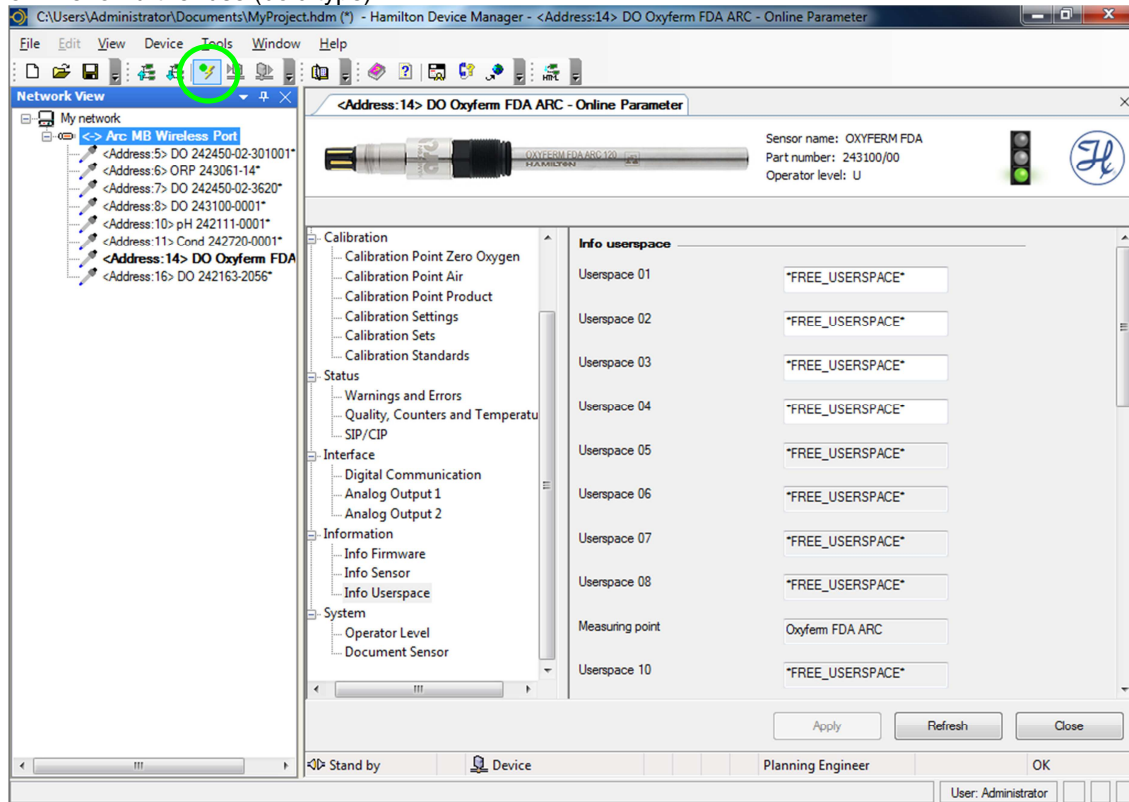 C:\Users\Administrator\Documents\MyProject.hdm (*) - Hamilton Device Manager - <Address:14> DO Oxyferm FDA ARC - Online Parameter
File Edit View Device Tools Window Help
Network View
My network
<-> Arc MB Wireless Port
<Address:5> DO 242450-02-301001*
<Address:6> ORP 243061-14*
<Address:7> DO 242450-02-3620*
<Address:8> DO 243100-0001*
<Address:10> pH 242111-0001*
<Address:11> Cond 242720-0001*
<Address:14> DO Oxyferm FDA
<Address:16> DO 242163-2056*
<Address:14> DO Oxyferm FDA ARC - Online Parameter
arc
OXYFERM FDA ARC 120
HAMILTON
Sensor name: OXYFERM FDA
Part number: 243100/00
Operator level: U
Calibration
Calibration Point Zero Oxygen
Calibration Point Air
Calibration Point Product
Calibration Settings
Calibration Sets
Calibration Standards
Status
Warnings and Errors
Quality, Counters and Temperatu
SIP/CIP
Interface
Digital Communication
Analog Output 1
Analog Output 2
Information
Info Firmware
Info Sensor
Info Userspace
System
Operator Level
Document Sensor
Info userspace
Userspace 01 *FREE_USERSPACE*
Userspace 02 *FREE_USERSPACE*
Userspace 03 *FREE_USERSPACE*
Userspace 04 *FREE_USERSPACE*
Userspace 05 *FREE_USERSPACE*
Userspace 06 *FREE_USERSPACE*
Userspace 07 *FREE_USERSPACE*
Userspace 08 *FREE_USERSPACE*
Measuring point Oxyferm FDA ARC
Userspace 10 *FREE_USERSPACE*
Apply Refresh Close
Stand by Device Planning Engineer OK
User: Administrator